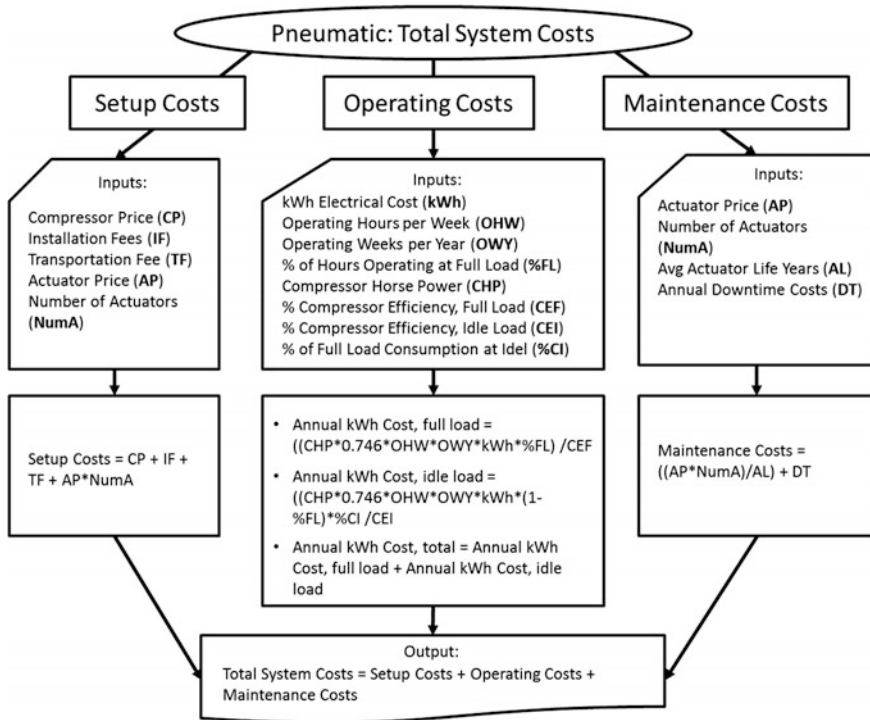 Pneumatic: Total System Costs
Setup Costs
Operating Costs
Maintenance Costs
Inputs:
Compressor Price (CP)
Installation Fees (IF)
Transportation Fee (TF)
Actuator Price (AP)
Number of Actuators
(NumA)
Inputs:
kWh Electrical Cost (kWh)
Operating Hours per Week (OHW)
Operating Weeks per Year (OWY)
% of Hours Operating at Full Load (%FL)
Compressor Horse Power (CHP)
% Compressor Efficiency, Full Load (CEF)
% Compressor Efficiency, Idle Load (CEI)
% of Full Load Consumption at Idel (%CI)
Inputs:
Actuator Price (AP)
Number of Actuators
(NumA)
Avg Actuator Life Years (AL)
Annual Downtime Costs (DT)
Setup Costs = CP + IF +
TF + AP*NumA
• Annual kWh Cost, full load =
((CHP*0.746*OHW*OWY*kWh*%FL) /CEF
• Annual kWh Cost, idle load =
((CHP*0.746*OHW*OWY*kWh*(1-
%FL)*%CI /CEI
• Annual kWh Cost, total = Annual kWh
Cost, full load + Annual kWh Cost, idle
load
Maintenance Costs =
((AP*NumA)/AL) + DT
Output:
Total System Costs = Setup Costs + Operating Costs +
Maintenance Costs